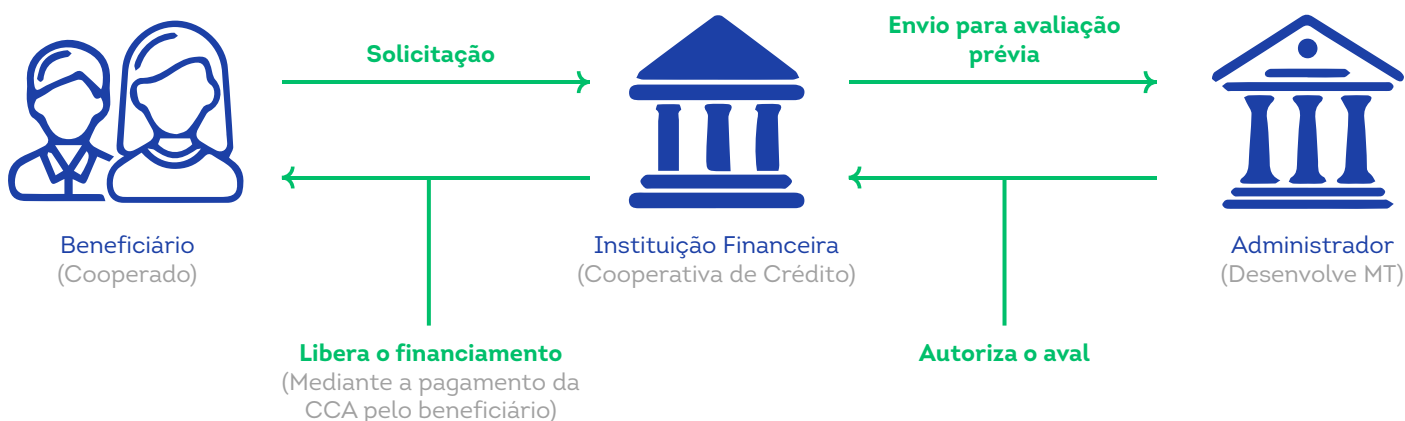 Solicitação
Envio para avaliação
prévia
Beneficiário
(Cooperado)
Instituição Financeira
(Cooperativa de Crédito)
Administrador
(Desenvolve MT)
Libera o financiamento
(Mediante a pagamento da
CCA pelo beneficiário)
Autoriza o aval